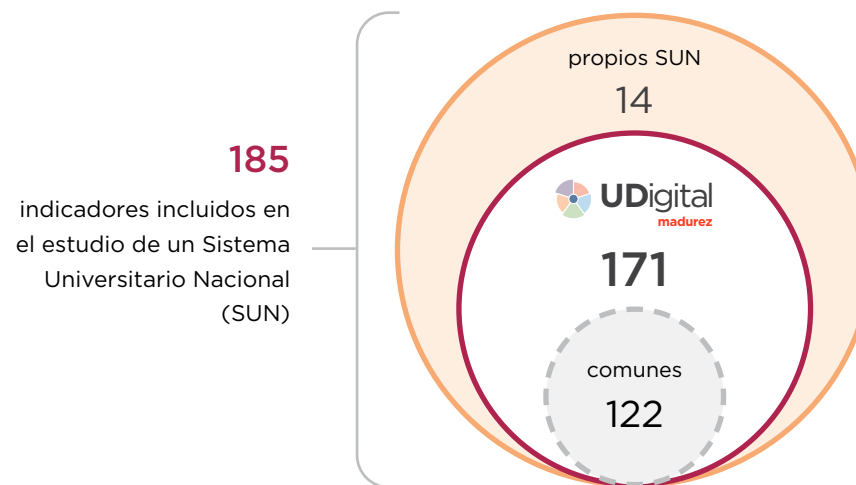 185
indicadores incluidos en
el estudio de un Sistema
Universitario Nacional
(SUN)
propios SUN
14
UDigital
madurez
171
comunes
122